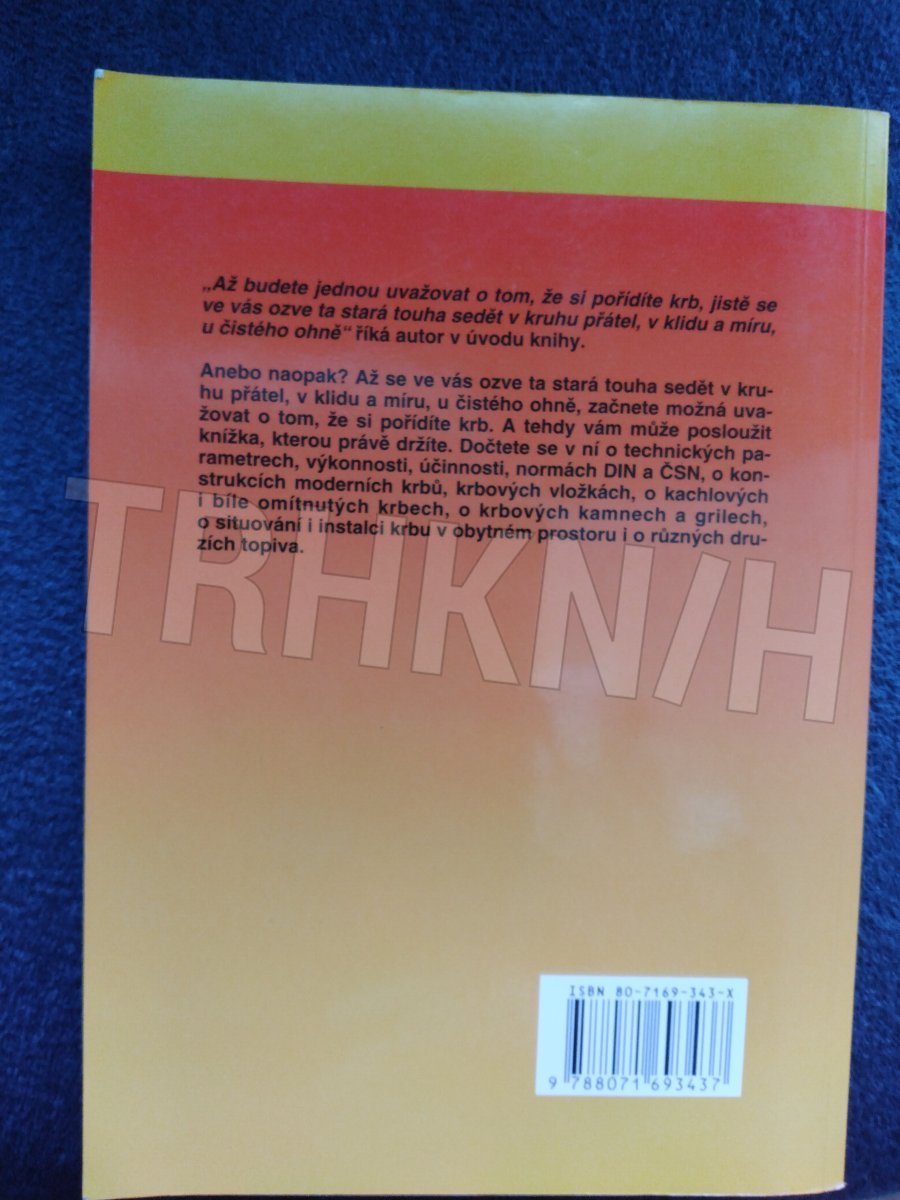 „Až budete jednou uvažovat o tom, že si pořídíte krb, jistě se
ve vás ozve ta stará touha sedět v kruhu přátel, v klidu a míru,
u čistého ohně“ říká autor v úvodu knihy.
Anebo naopak? Až se ve vás ozve ta stará touha sedět v kru-
hu přátel, v klidu a míru, u čistého ohně, začnete možná uva-
žovat o tom, že si pořídíte krb. A tehdy vám může posloužit
knížka, kterou právě držíte. Dočtete se v ní o technických pa-
rametrech, výkonnosti, účinnosti, normách DIN a ČSN, o kon-
strukcích moderních krbů, krbových vložkách, o kachlových
i bíle omítnutých krbech, o krbových kamnech a grilech,
o situování i instalci krbu v obytném prostoru i o různých dru-
zích topiva.
TRHKN/H
ISBN 80-7169-343-X
9 788071 693437